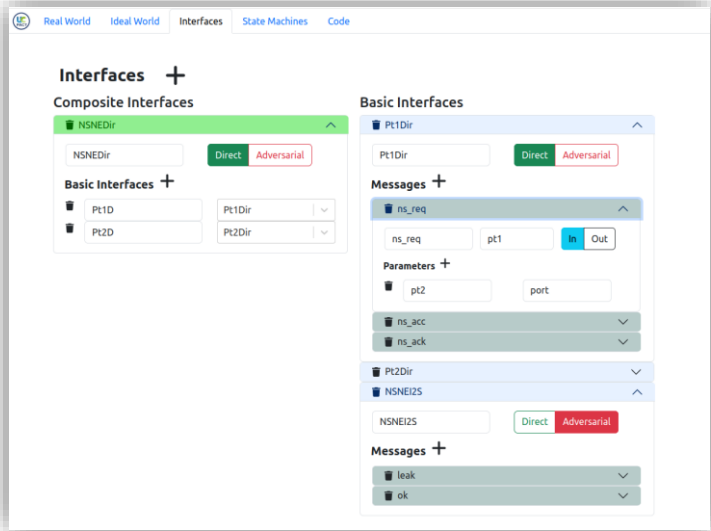 Real World Ideal World Interfaces State Machines Code
Interfaces
Composite Interfaces
NSNEDir
NSNEDir Direct Adversarial
Basic Interfaces
Pt1D Pt1Dir
Pt2D Pt2Dir
Basic Interfaces
Pt1Dir
Pt1Dir Direct Adversarial
Messages
ns_req
ns_req pt1 In Out
Parameters
pt2 port
ns_acc
ns_ack
Pt2Dir
NSNEI2S
NSNEI2S Direct Adversarial
Messages
leak
ok